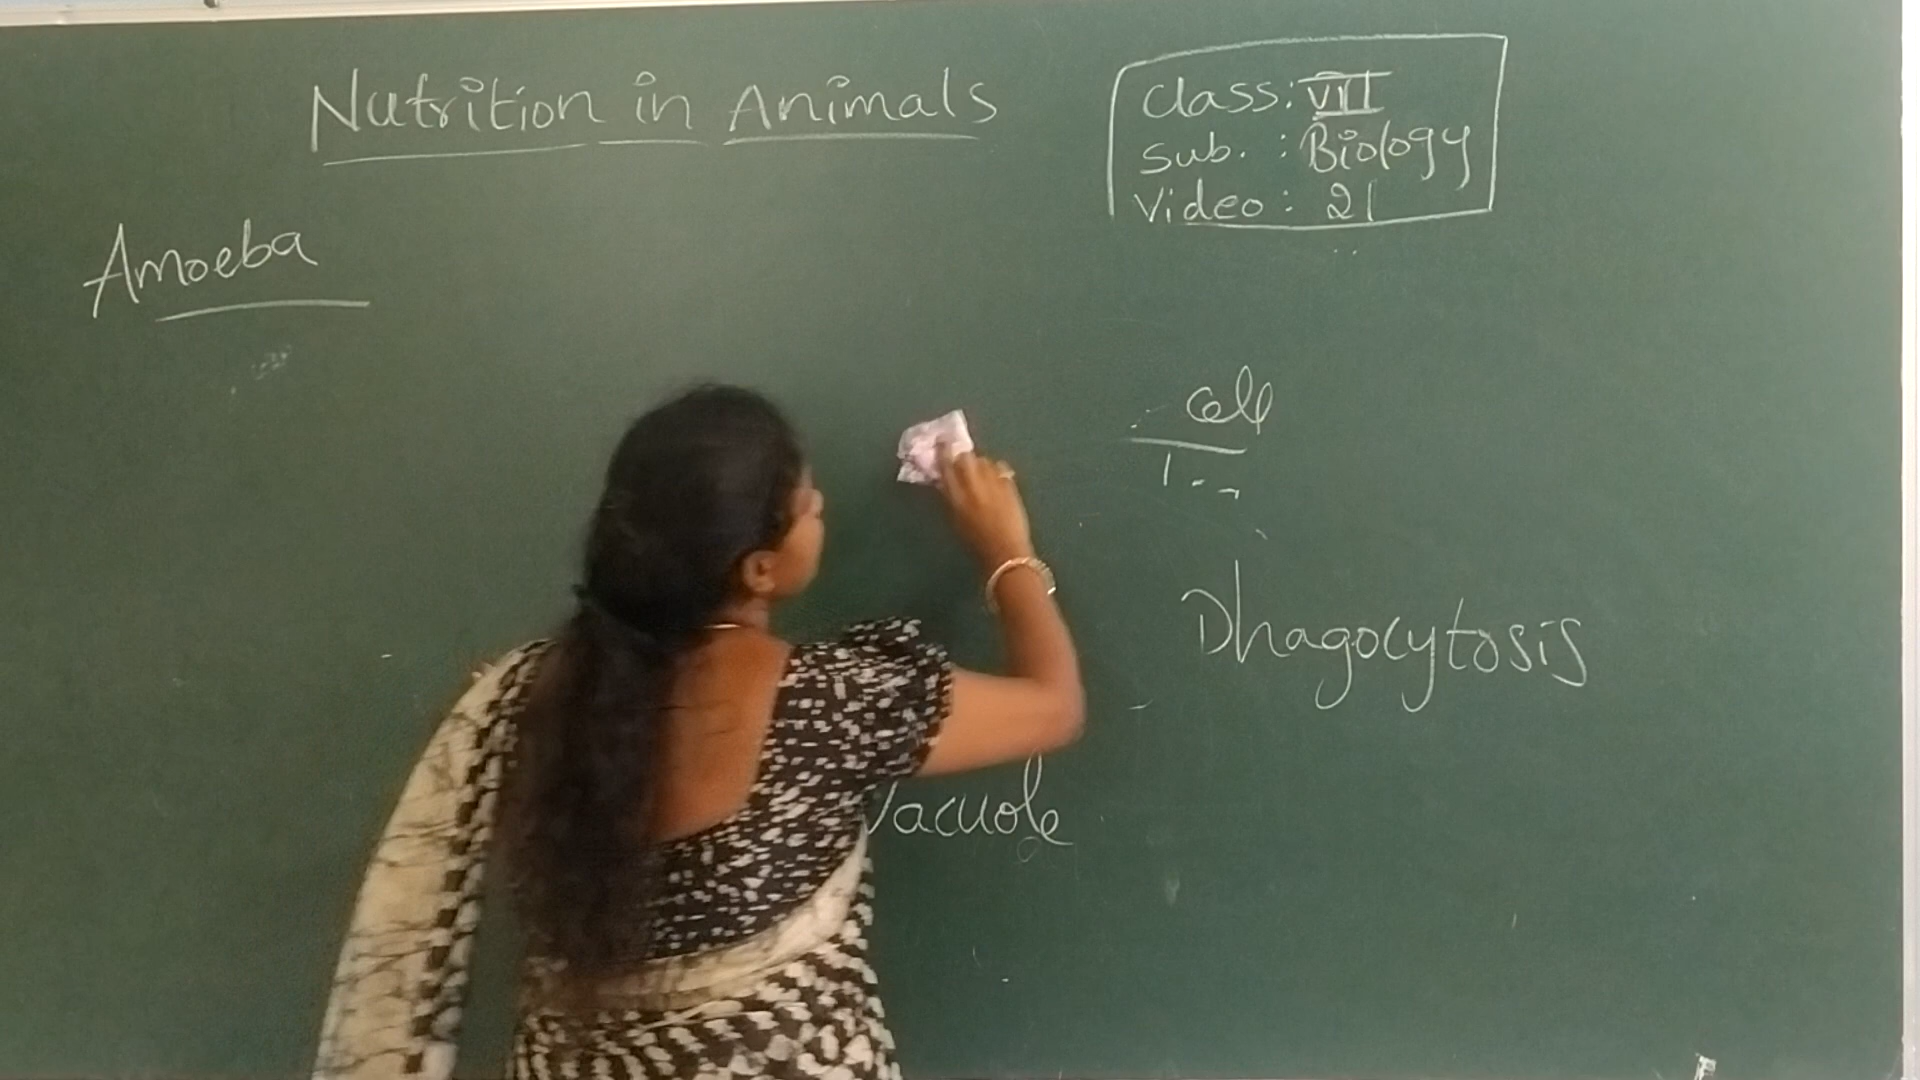 Nutrition in Animals
Class: VII
Sub. : Biology
Video: 21
Amoeba
Cell
Phagocytosis
Vacuole